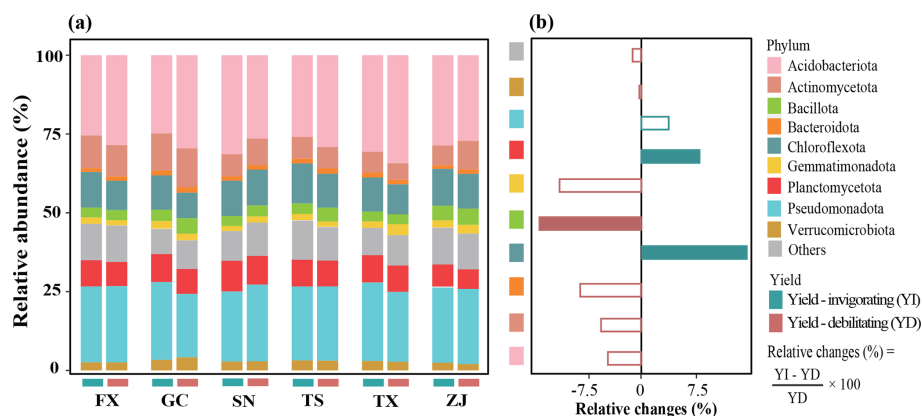 (a)
Relative abundance (%)
100
75
50
25
0
FX GC SN TS TX ZJ
(b)
-7.5 0 7.5
Relative changes (%)
Phylum
Acidobacteriota
Actinomycetota
Bacillota
Bacteroidota
Chloroflexota
Gemmatimonadota
Planctomycetota
Pseudomonadota
Verrucomicrobiota
Others
Yield
Yield - invigorating (YI)
Yield - debilitating (YD)
Relative changes (%) =
YI - YD
YD
× 100